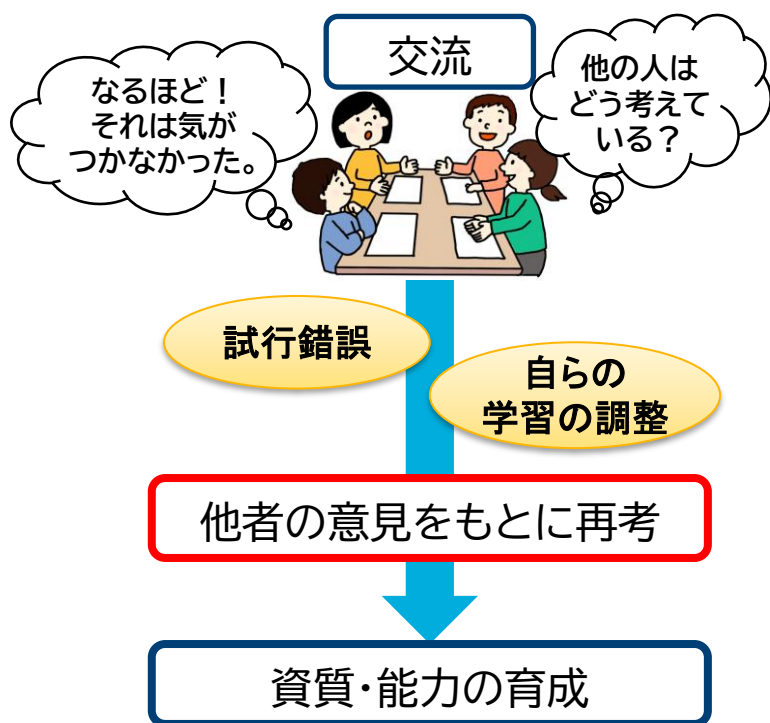 交流
なるほど！
それは気が
つかなかった。
他の人は
どう考えて
いる？
試行錯誤
自らの
学習の調整
他者の意見をもとに再考
資質・能力の育成